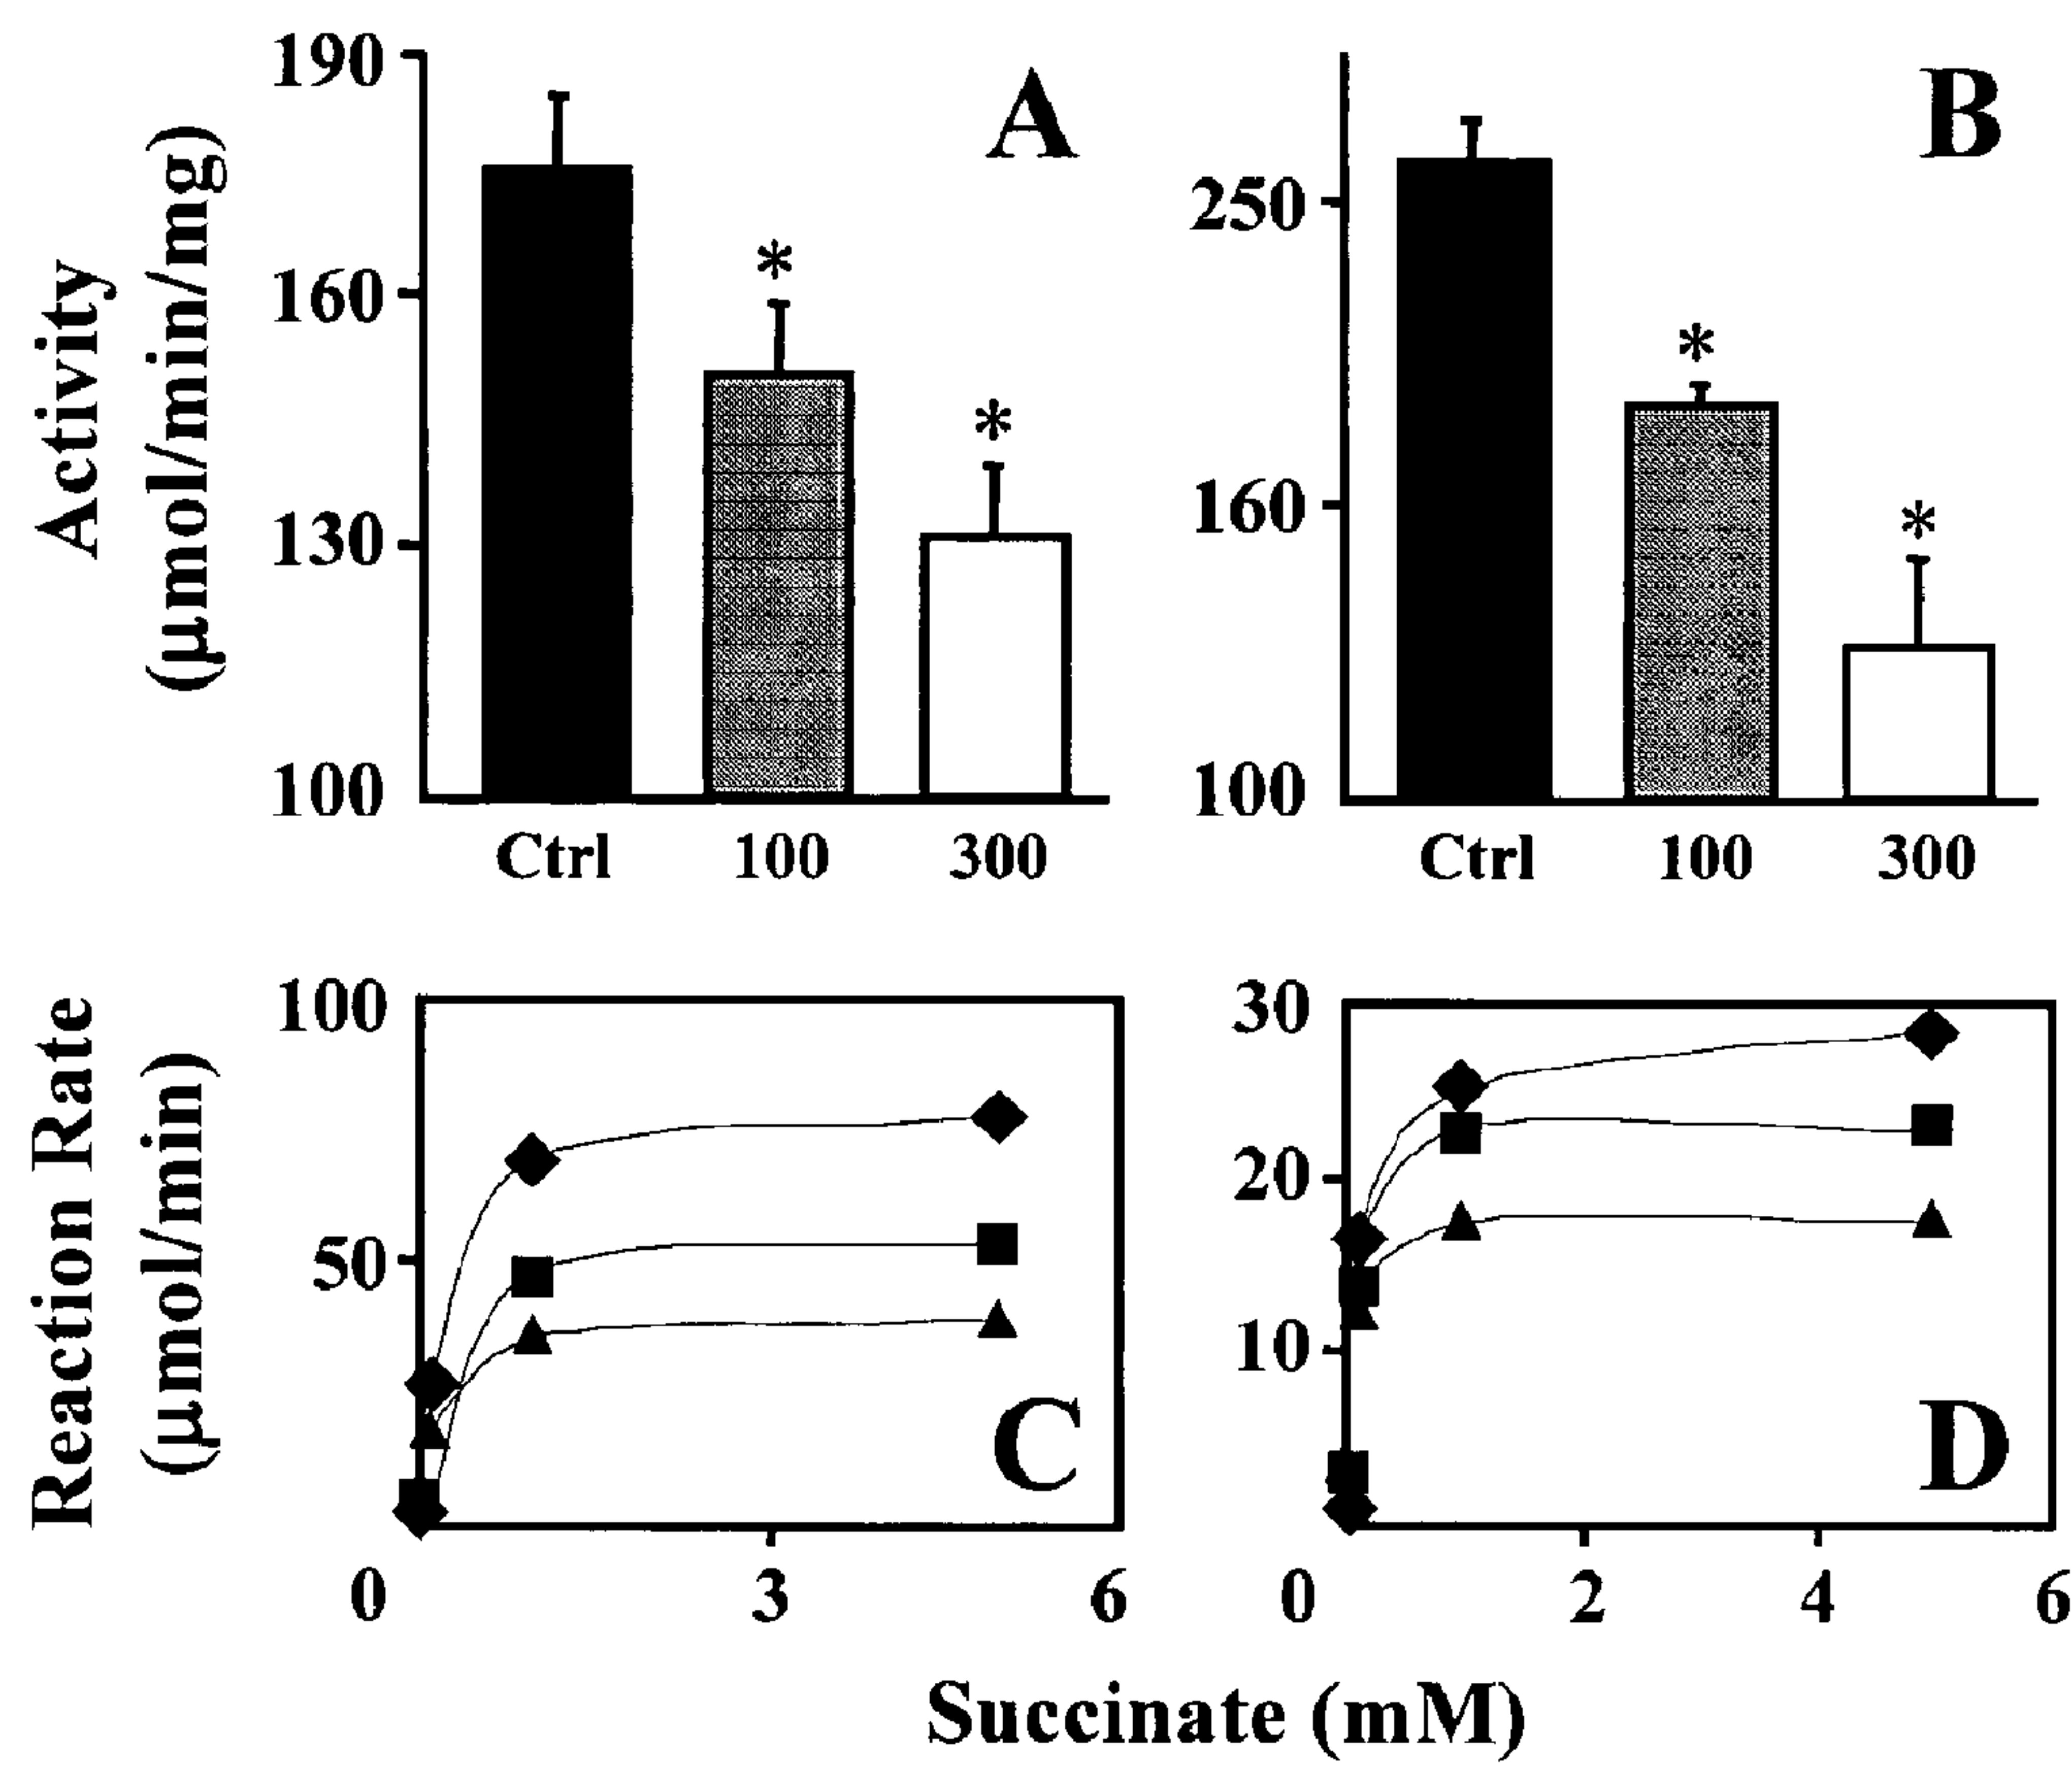 Activity
(µmol/min/mg)
190
160
130
100
A
*
*
Ctrl 100 300
250
160
100
B
*
*
Ctrl 100 300
Reaction Rate
(µmol/min)
100
50
C
0 3 6
30
20
10
D
0 2 4 6
Succinate (mM)